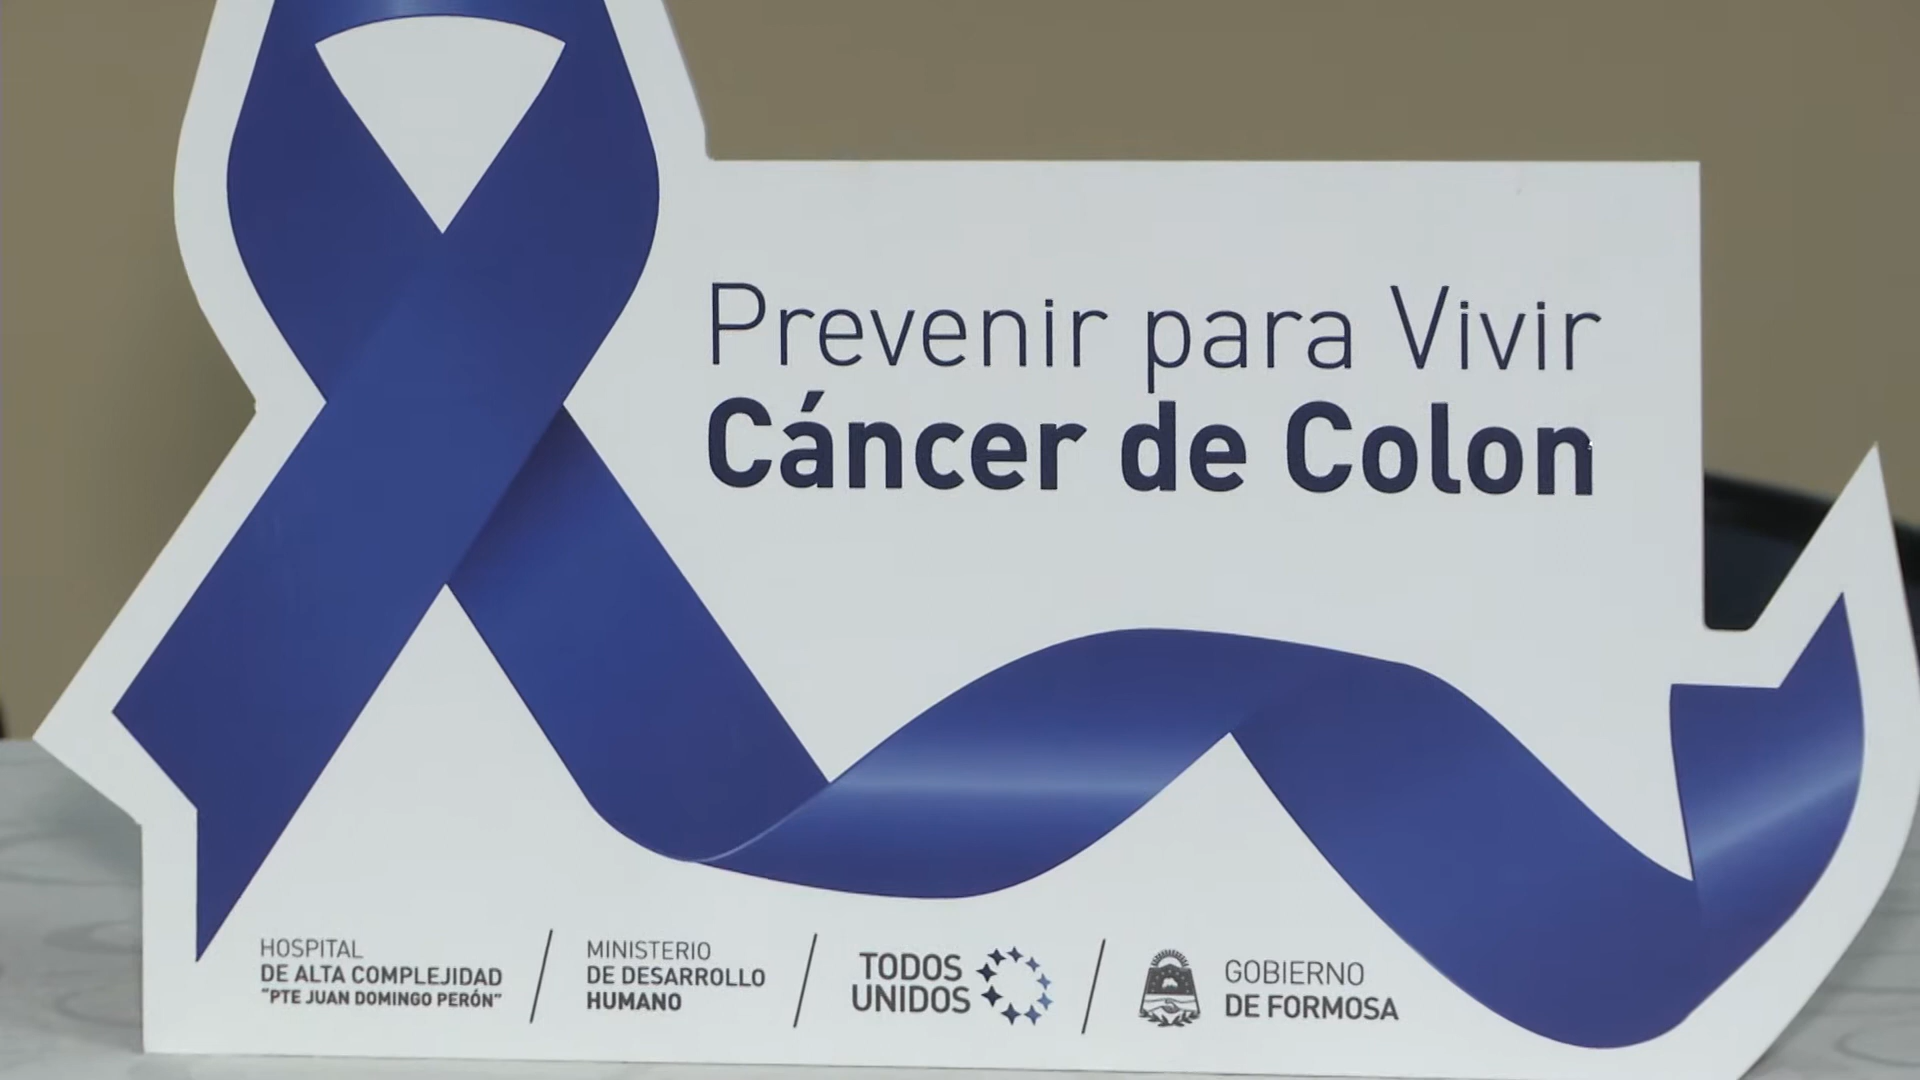 Prevenir para Vivir
Cáncer de Colon
HOSPITAL
DE ALTA COMPLEJIDAD
"PTE JUAN DOMINGO PERÓN"
MINISTERIO
DE DESARROLLO
HUMANO
TODOS
UNIDOS
GOBIERNO
DE FORMOSA